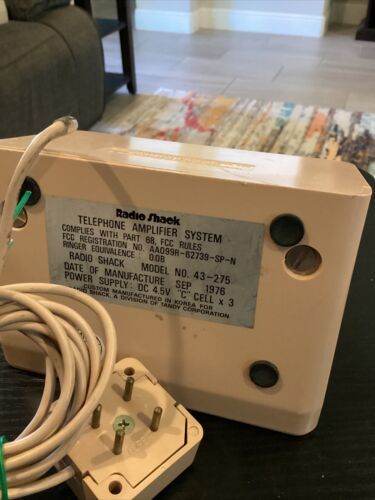 Radio Shack
TELEPHONE AMPLIFIER SYSTEM
COMPLIES WITH PART 68, FCC RULES
FCC REGISTRATION NO. AA099R-62739-SP-N
RINGER EQUIVALENCE : 0.0B
RADIO SHACK MODEL NO. 43-275
DATE OF MANUFACTURE SEP 1976
POWER SUPPLY: DC 4.5V "C" CELL x 3
CUSTOM MANUFACTURED IN KOREA FOR
RADIO SHACK, A DIVISION OF TANDY CORPORATION